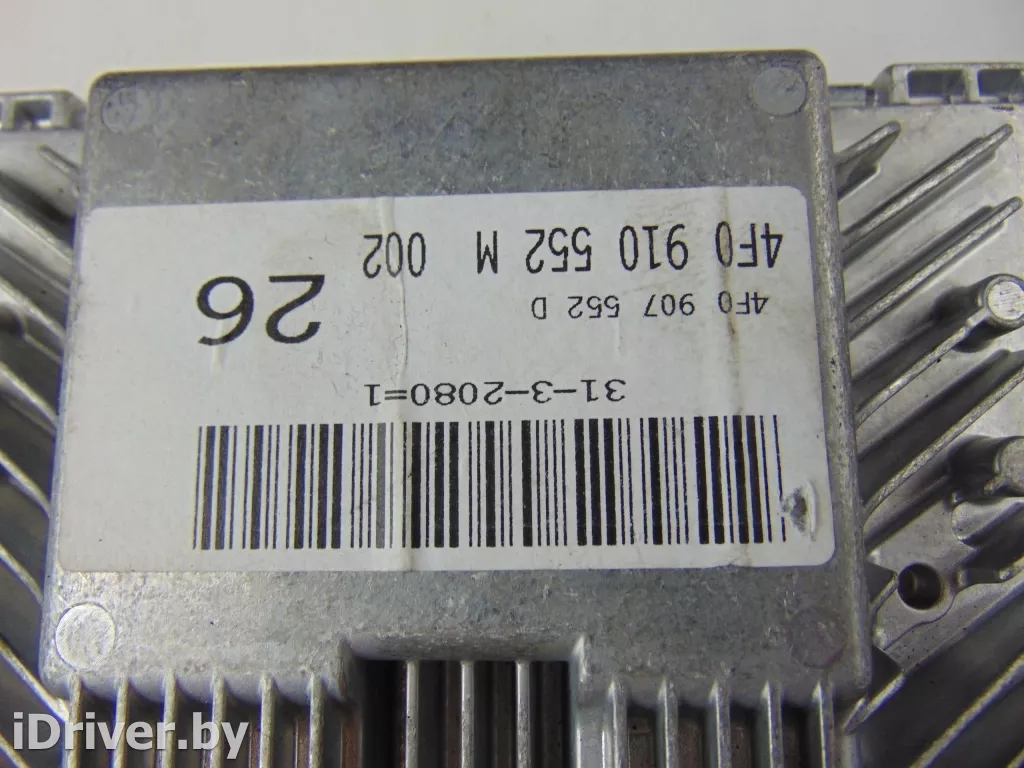 4F0 910 552 M 002
4F0 907 552 D
26
31-3-2080=1
iDriver.by